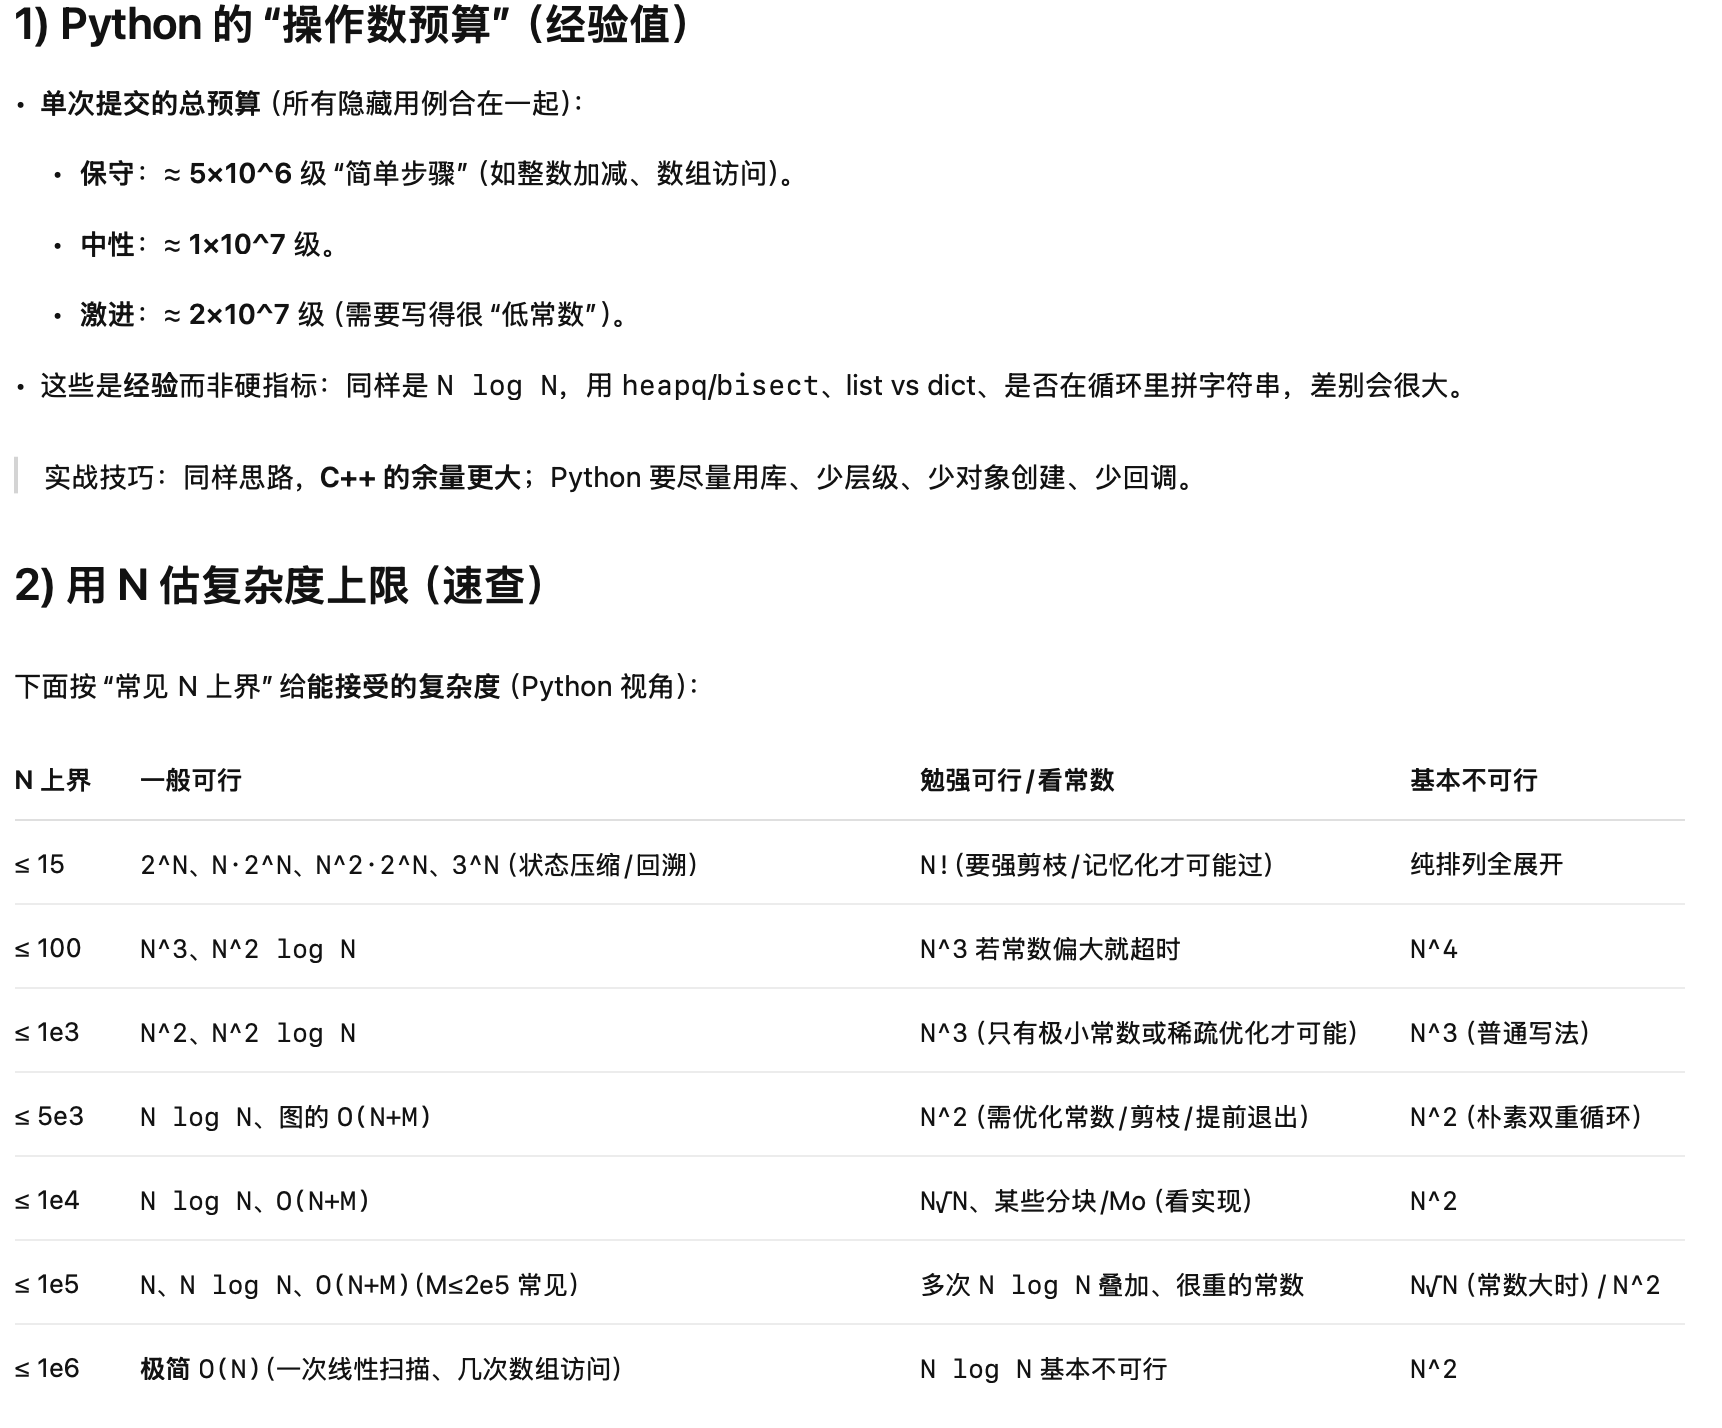 1) Python 的 “操作数预算”（经验值）
• 单次提交的总预算（所有隐藏用例合在一起）：
• 保守：≈ 5×10^6 级 “简单步骤”（如整数加减、数组访问）。
• 中性：≈ 1×10^7 级。
• 激进：≈ 2×10^7 级（需要写得很 “低常数”）。
• 这些是经验而非硬指标：同样是 N log N，用 heapq/bisect、list vs dict、是否在循环里拼字符串，差别会很大。
实战技巧：同样思路，C++ 的余量更大；Python 要尽量用库、少层级、少对象创建、少回调。
2) 用 N 估复杂度上限（速查）
下面按 “常见 N 上界” 给能接受的复杂度（Python 视角）：
N 上界 一般可行 勉强可行/看常数 基本不可行
≤ 15 2^N、N·2^N、N^2·2^N、3^N（状态压缩/回溯） N!（要强剪枝/记忆化才可能过） 纯排列全展开
≤ 100 N^3、N^2 log N N^3 若常数偏大就超时 N^4
≤ 1e3 N^2、N^2 log N N^3（只有极小常数或稀疏优化才可能） N^3（普通写法）
≤ 5e3 N log N、图的 O(N+M) N^2（需优化常数/剪枝/提前退出） N^2（朴素双重循环）
≤ 1e4 N log N、O(N+M) N√N、某些分块/Mo（看实现） N^2
≤ 1e5 N、N log N、O(N+M)（M≤2e5 常见） 多次 N log N 叠加、很重的常数 N√N（常数大时）/ N^2
≤ 1e6 极简 O(N)（一次线性扫描、几次数组访问） N log N 基本不可行 N^2